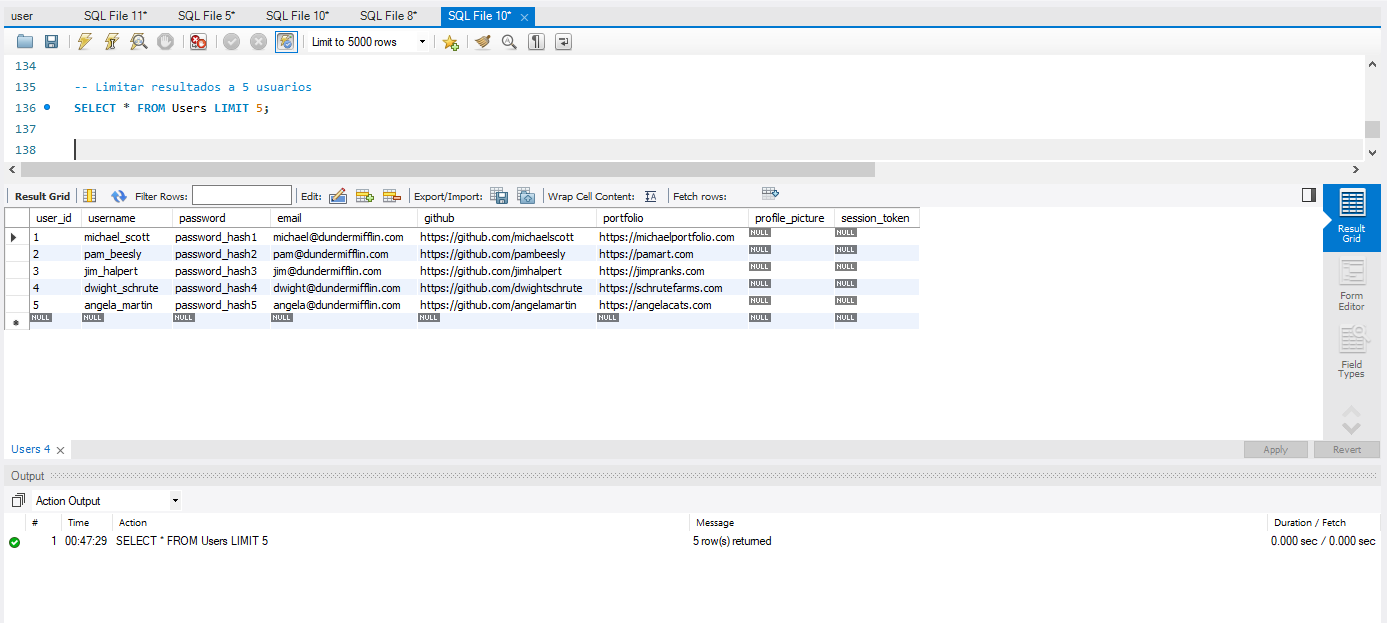 user SQL File 11* SQL File 5* SQL File 10* SQL File 8* SQL File 10* ×
Limit to 5000 rows
134
135 -- Limitar resultados a 5 usuarios
136 SELECT * FROM Users LIMIT 5;
137
138
Result Grid Filter Rows: Edit: Export/Import: Wrap Cell Content: Fetch rows:
user_id username password email github portfolio profile_picture session_token
1 michael_scott password_hash1 michael@dundermifflin.com https://github.com/michaelscott https://michaelportfolio.com NULL NULL
2 pam_beesly password_hash2 pam@dundermifflin.com https://github.com/pambeesly https://pamart.com NULL NULL
3 jim_halpert password_hash3 jim@dundermifflin.com https://github.com/jimhalpert https://jimpranks.com NULL NULL
4 dwight_schrute password_hash4 dwight@dundermifflin.com https://github.com/dwightschrute https://schrutefarms.com NULL NULL
5 angela_martin password_hash5 angela@dundermifflin.com https://github.com/angelamartin https://angelacats.com NULL NULL
NULL NULL NULL NULL NULL NULL NULL NULL
Result
Grid
Form
Editor
Field
Types
Users 4 × Apply Revert
Output
Action Output
# Time Action Message Duration / Fetch
1 00:47:29 SELECT * FROM Users LIMIT 5 5 row(s) returned 0.000 sec / 0.000 sec